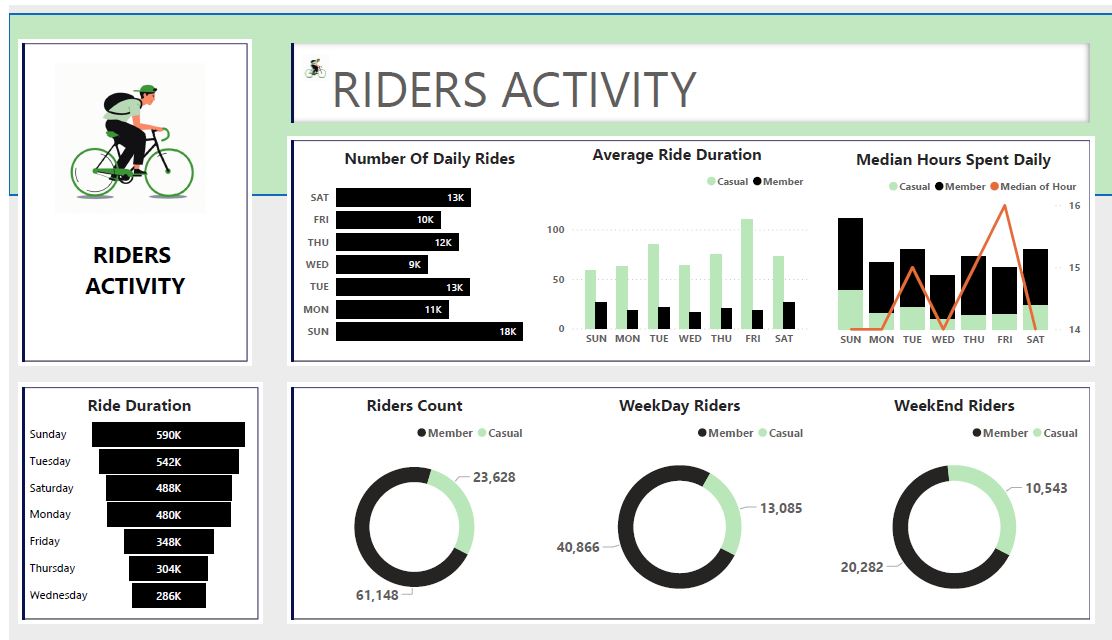 RIDERS
ACTIVITY
RIDERS ACTIVITY
Number Of Daily Rides
SAT 13K
FRI 10K
THU 12K
WED 9K
TUE 13K
MON 11K
SUN 18K
Average Ride Duration
Casual Member
100
50
0
SUN MON TUE WED THU FRI SAT
Median Hours Spent Daily
Casual Member Median of Hour
16
15
14
SUN MON TUE WED THU FRI SAT
Ride Duration
Sunday 590K
Tuesday 542K
Saturday 488K
Monday 480K
Friday 348K
Thursday 304K
Wednesday 286K
Riders Count
Member Casual
23,628
61,148
WeekDay Riders
Member Casual
13,085
40,866
WeekEnd Riders
Member Casual
10,543
20,282